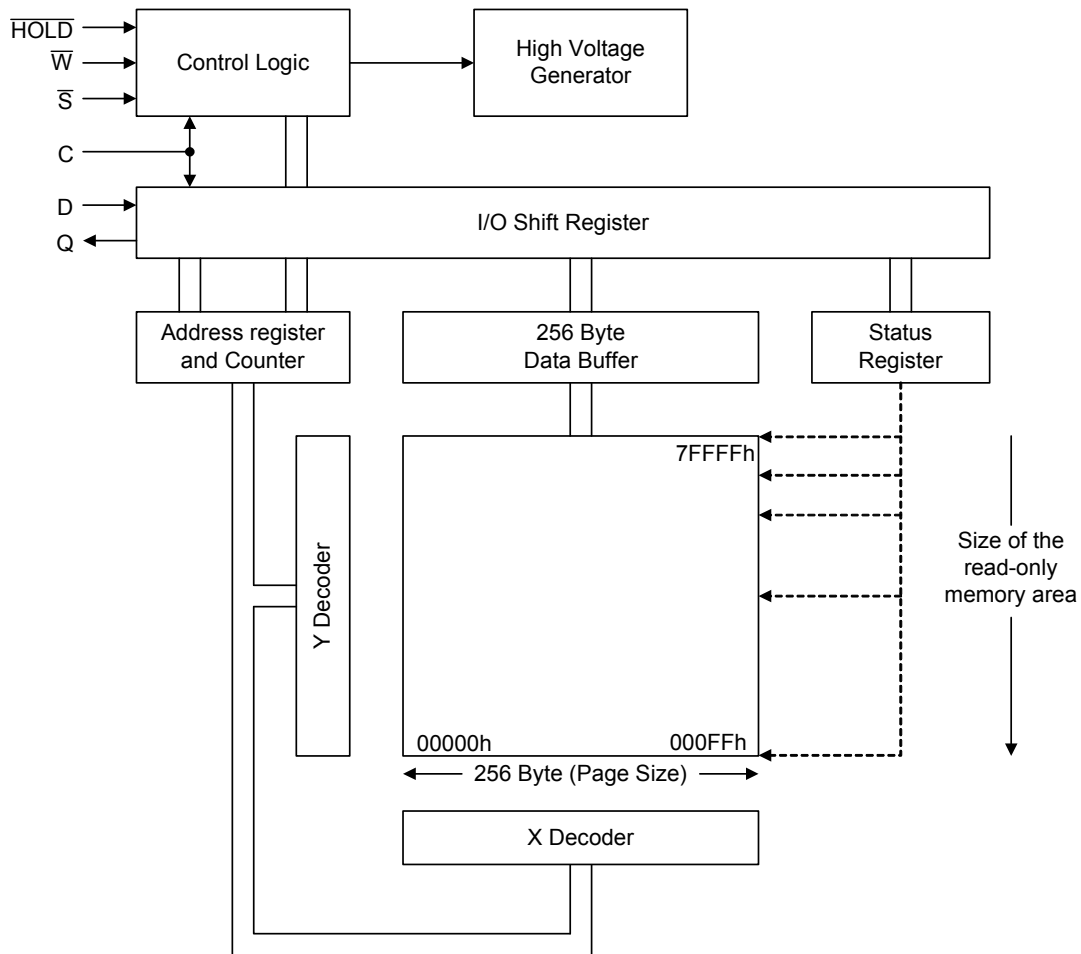 HOLD
W
S
C
D
Q
Control Logic
High Voltage
Generator
I/O Shift Register
Address register
and Counter
256 Byte
Data Buffer
Status
Register
7FFFFh
Y Decoder
Size of the
read-only
memory area
00000h
000FFh
256 Byte (Page Size)
X Decoder